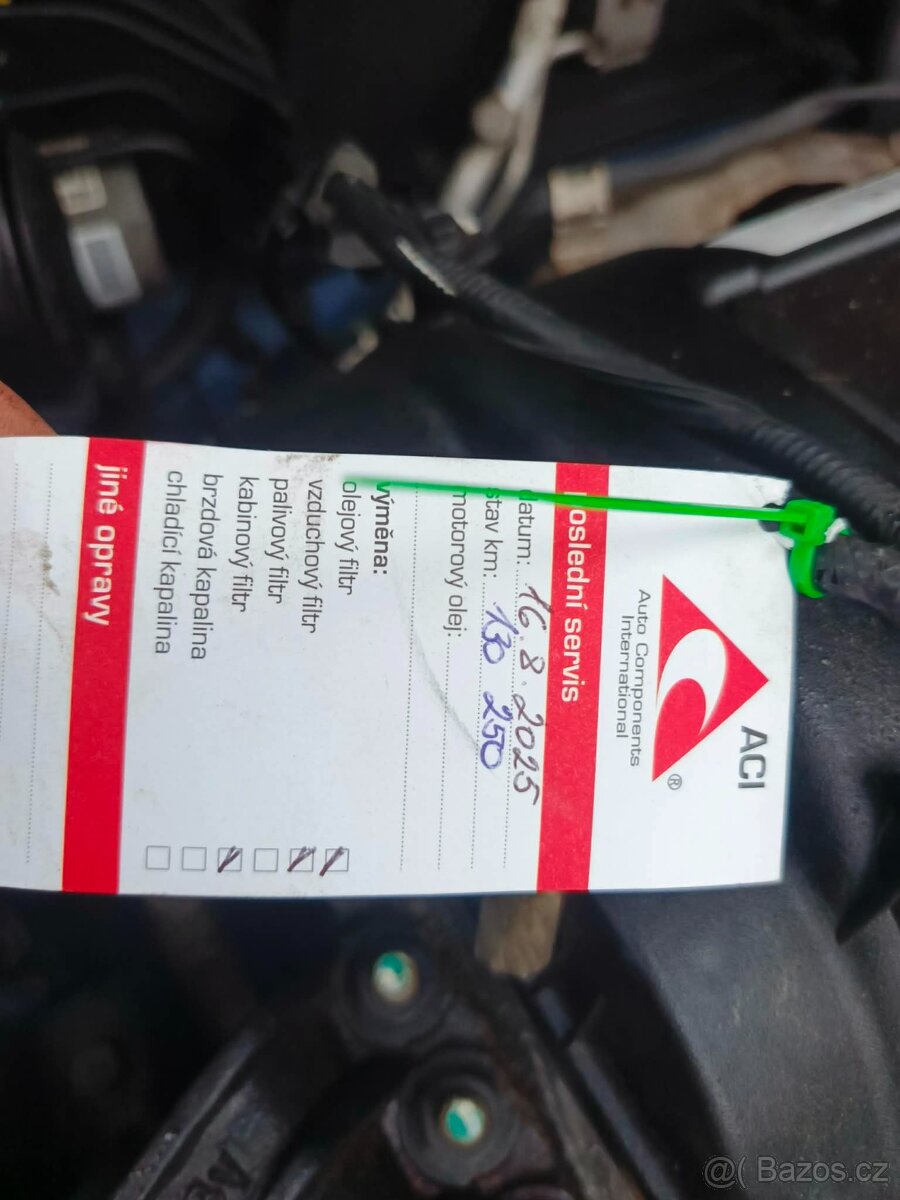 ACI
®
Auto Components
International
poslední servis
datum: 16. 8. 2025
stav km: 130 250
motorový olej:
výměna:
olejový filtr
vzduchový filtr
palivový filtr
kabinový filtr
brzdová kapalina
chladící kapalina
jiné opravy
@( Bazos.cz